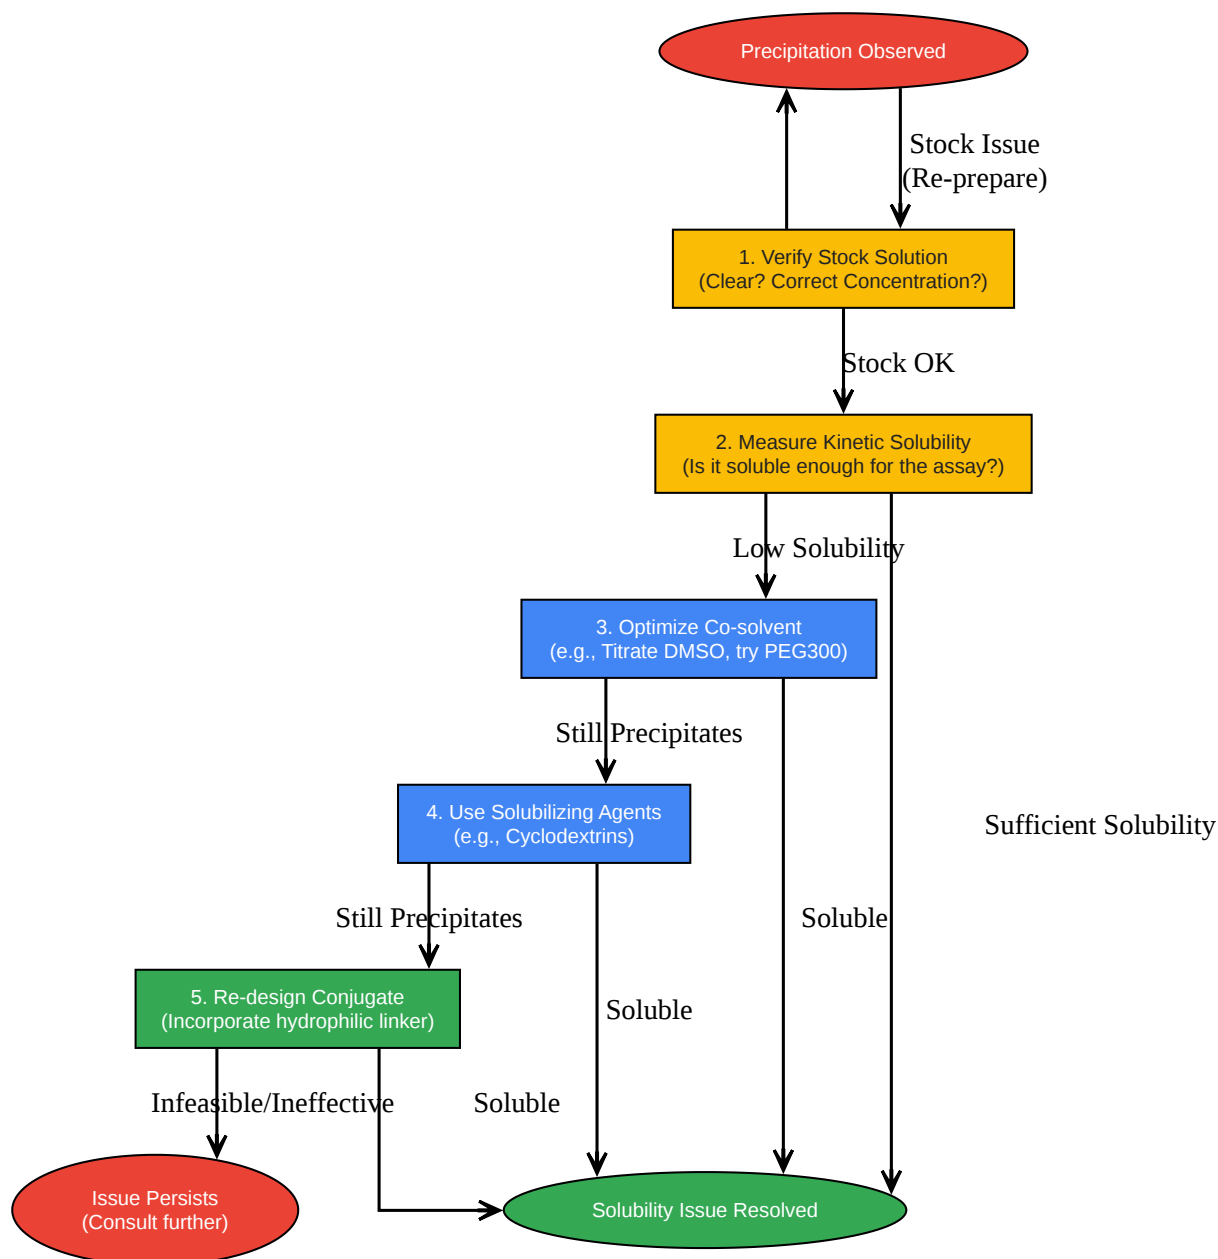 Precipitation Observed
Stock Issue
(Re-prepare)
1. Verify Stock Solution
(Clear? Correct Concentration?)
Stock OK
2. Measure Kinetic Solubility
(Is it soluble enough for the assay?)
Low Solubility
3. Optimize Co-solvent
(e.g., Titrate DMSO, try PEG300)
Still Precipitates
4. Use Solubilizing Agents
(e.g., Cyclodextrins)
Sufficient Solubility
Still Precipitates
Soluble
5. Re-design Conjugate
(Incorporate hydrophilic linker)
Soluble
Infeasible/Ineffective
Soluble
Issue Persists
(Consult further)
Solubility Issue Resolved